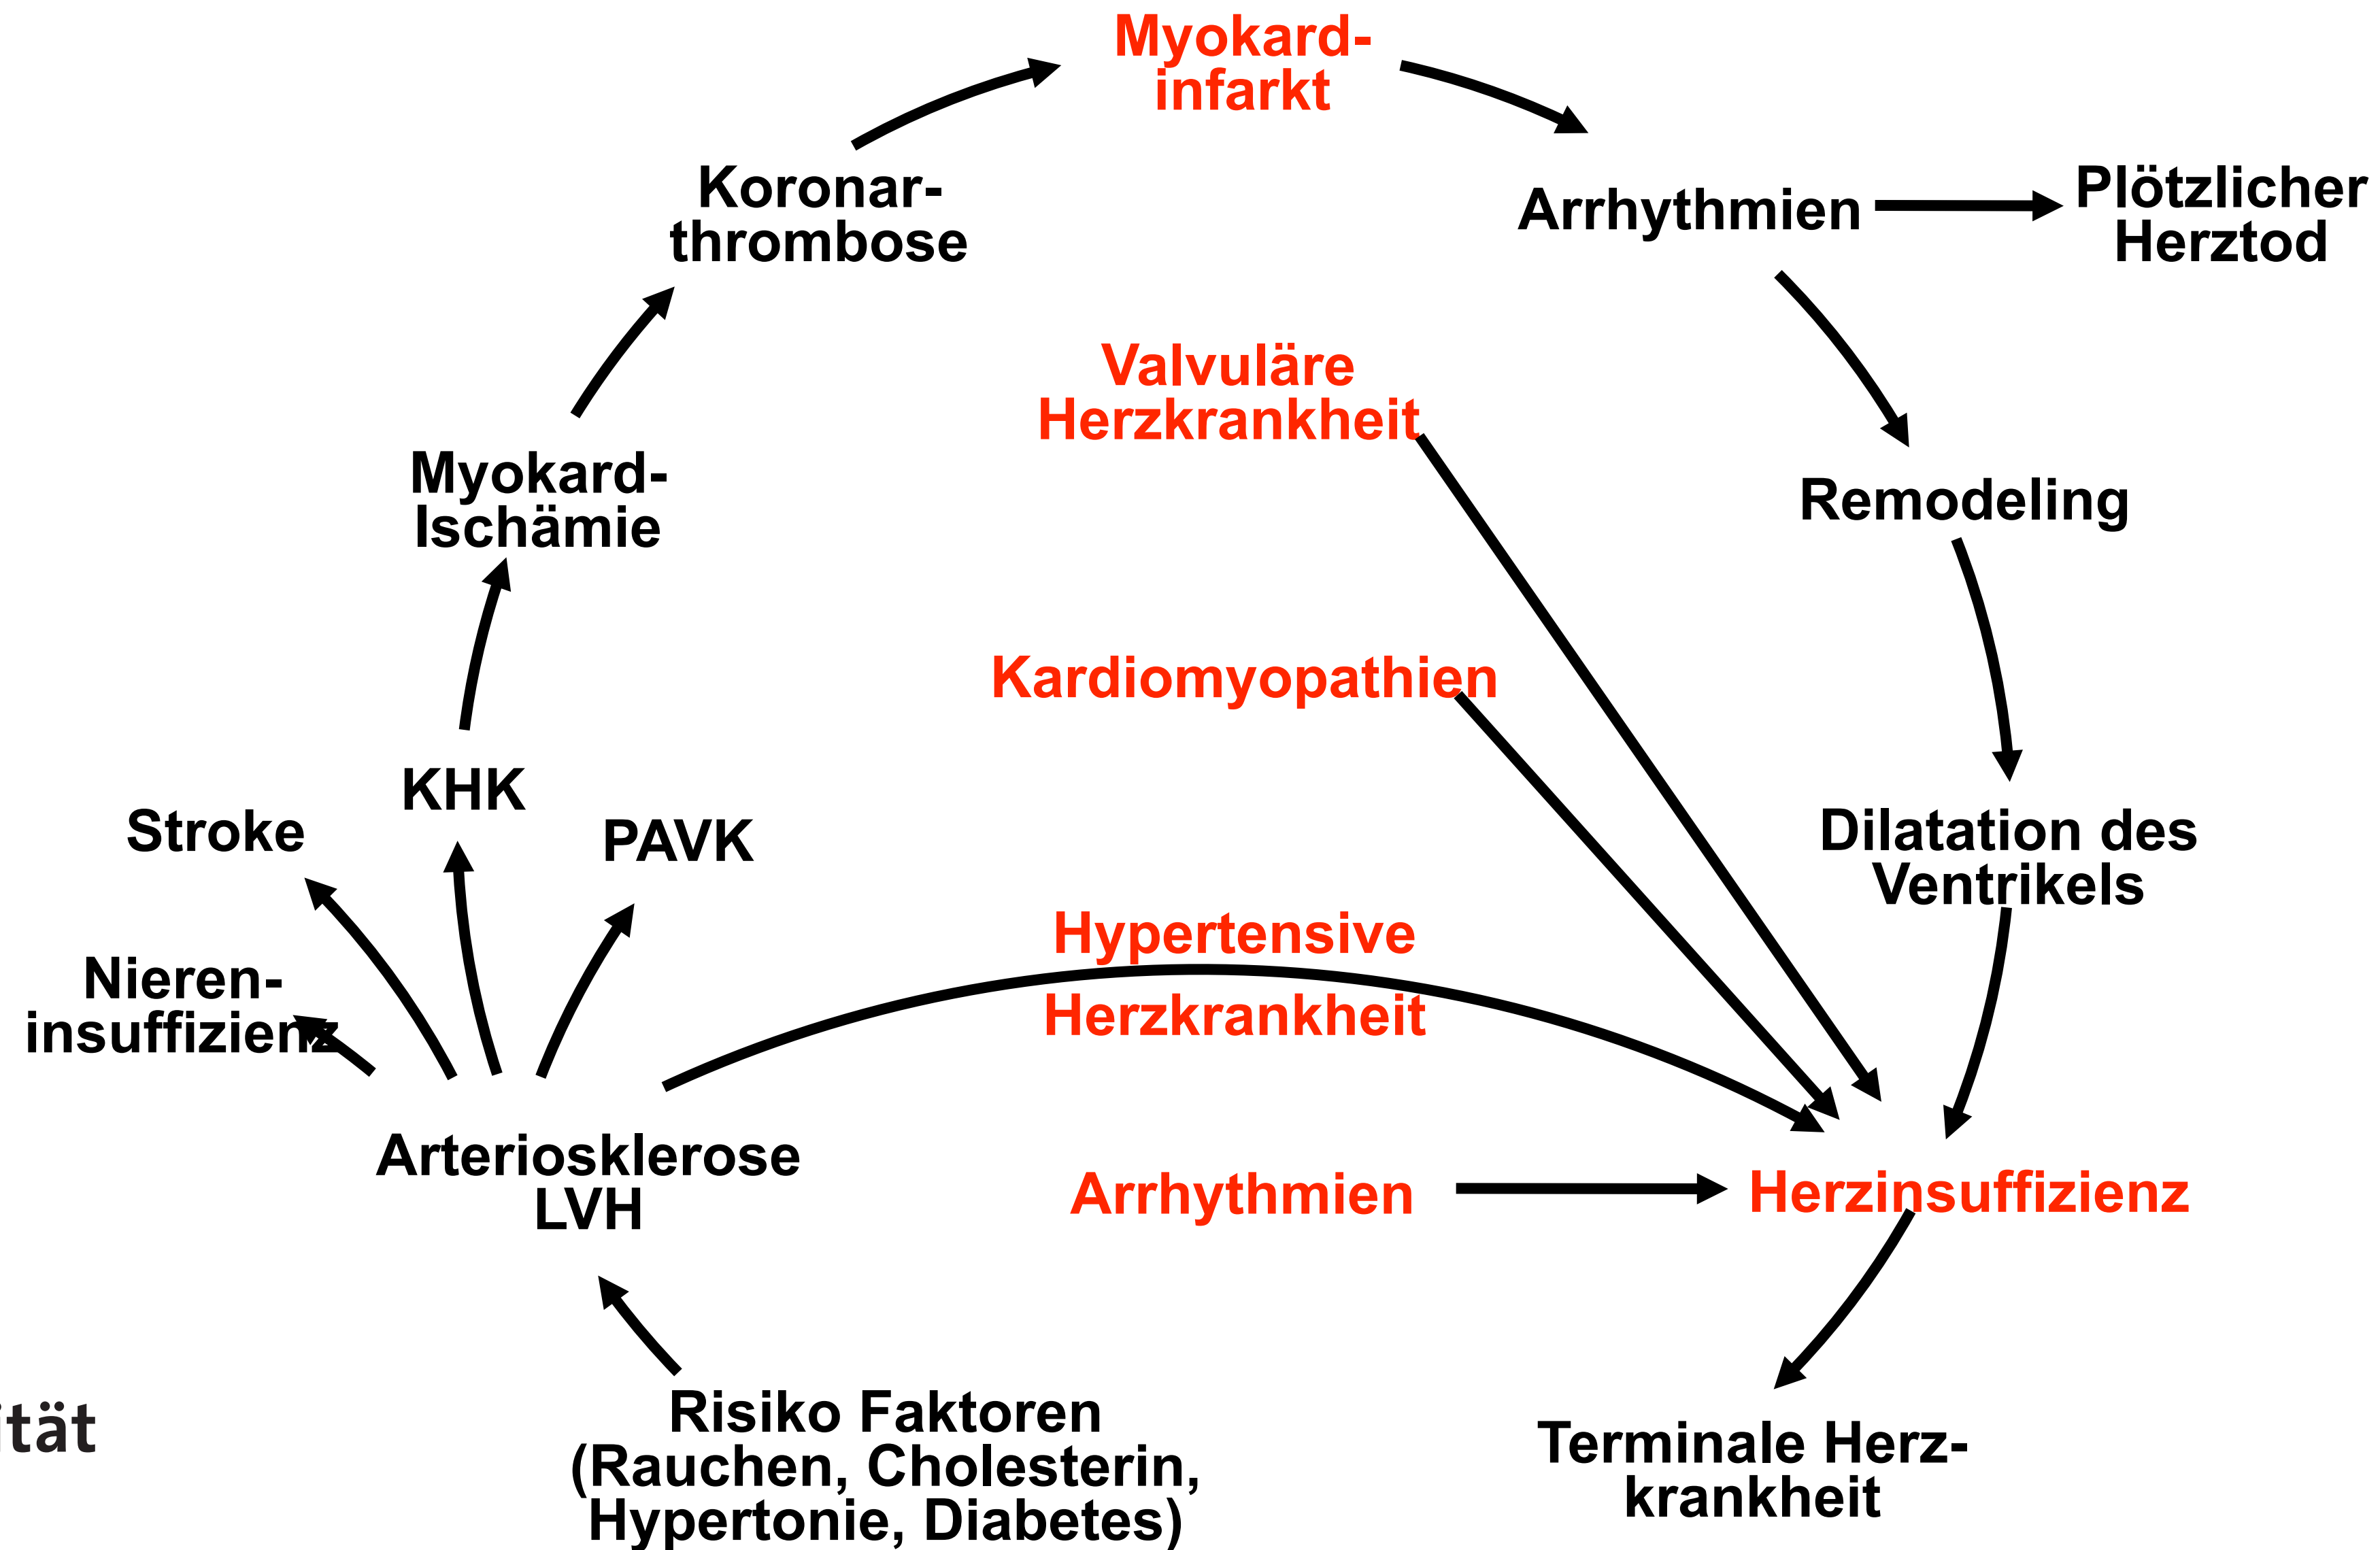 Myokard-
infarkt
Koronar-
thrombose
Arrhythmien
Plötzlicher
Herztod
Valvuläre
Herzkrankheit
Myokard-
Ischämie
Remodeling
Kardiomyopathien
KHK
Stroke
PAVK
Dilatation des
Ventrikels
Hypertensive
Herzkrankheit
Nieren-
insuffizienz
Arteriosklerose
LVH
Arrhythmien
Herzinsuffizienz
Risiko Faktoren
(Rauchen, Cholesterin,
Hypertonie, Diabetes)
Terminale Herz-
krankheit
ität